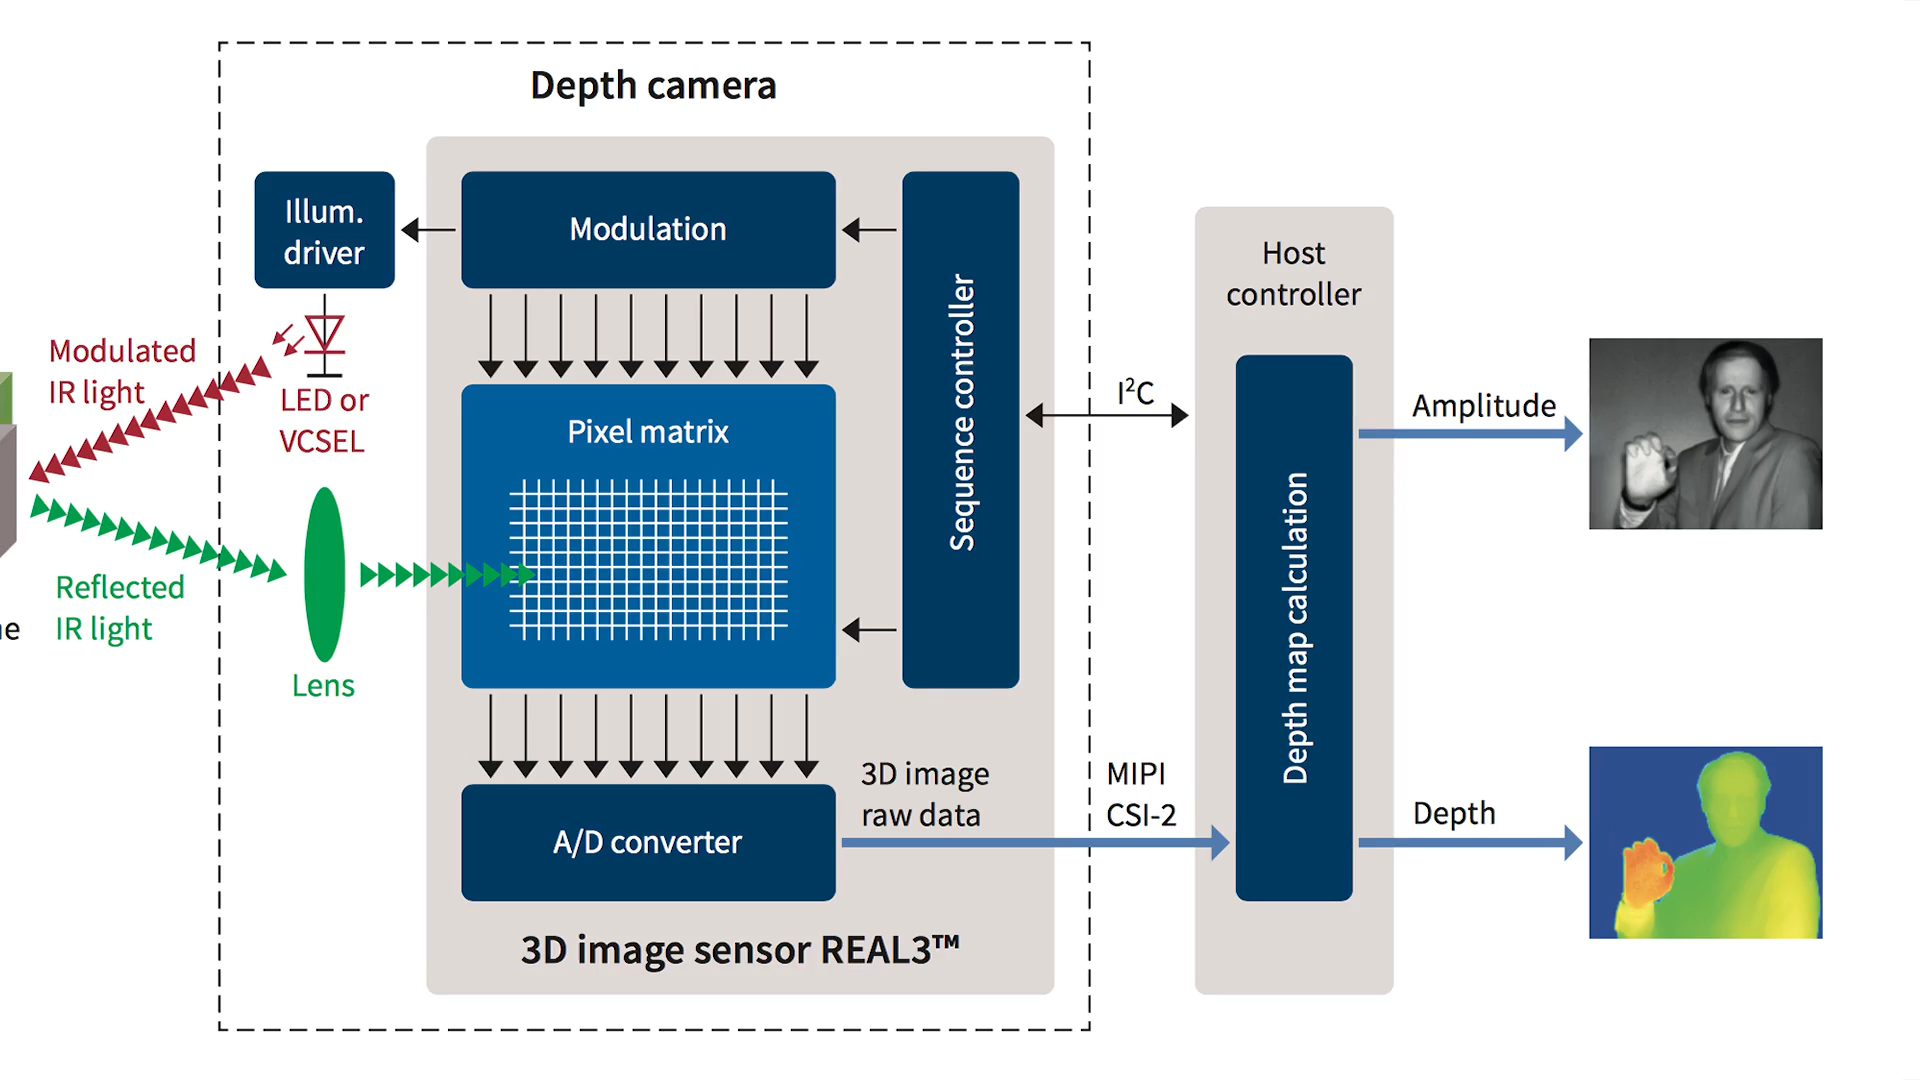 Depth camera
Illum.
driver
Modulation
Sequence controller
Host
controller
Modulated
IR light
LED or
VCSEL
Pixel matrix
I²C
Amplitude
Depth map calculation
Reflected
IR light
Lens
3D image
raw data
MIPI
CSI-2
Depth
A/D converter
3D image sensor REAL3™